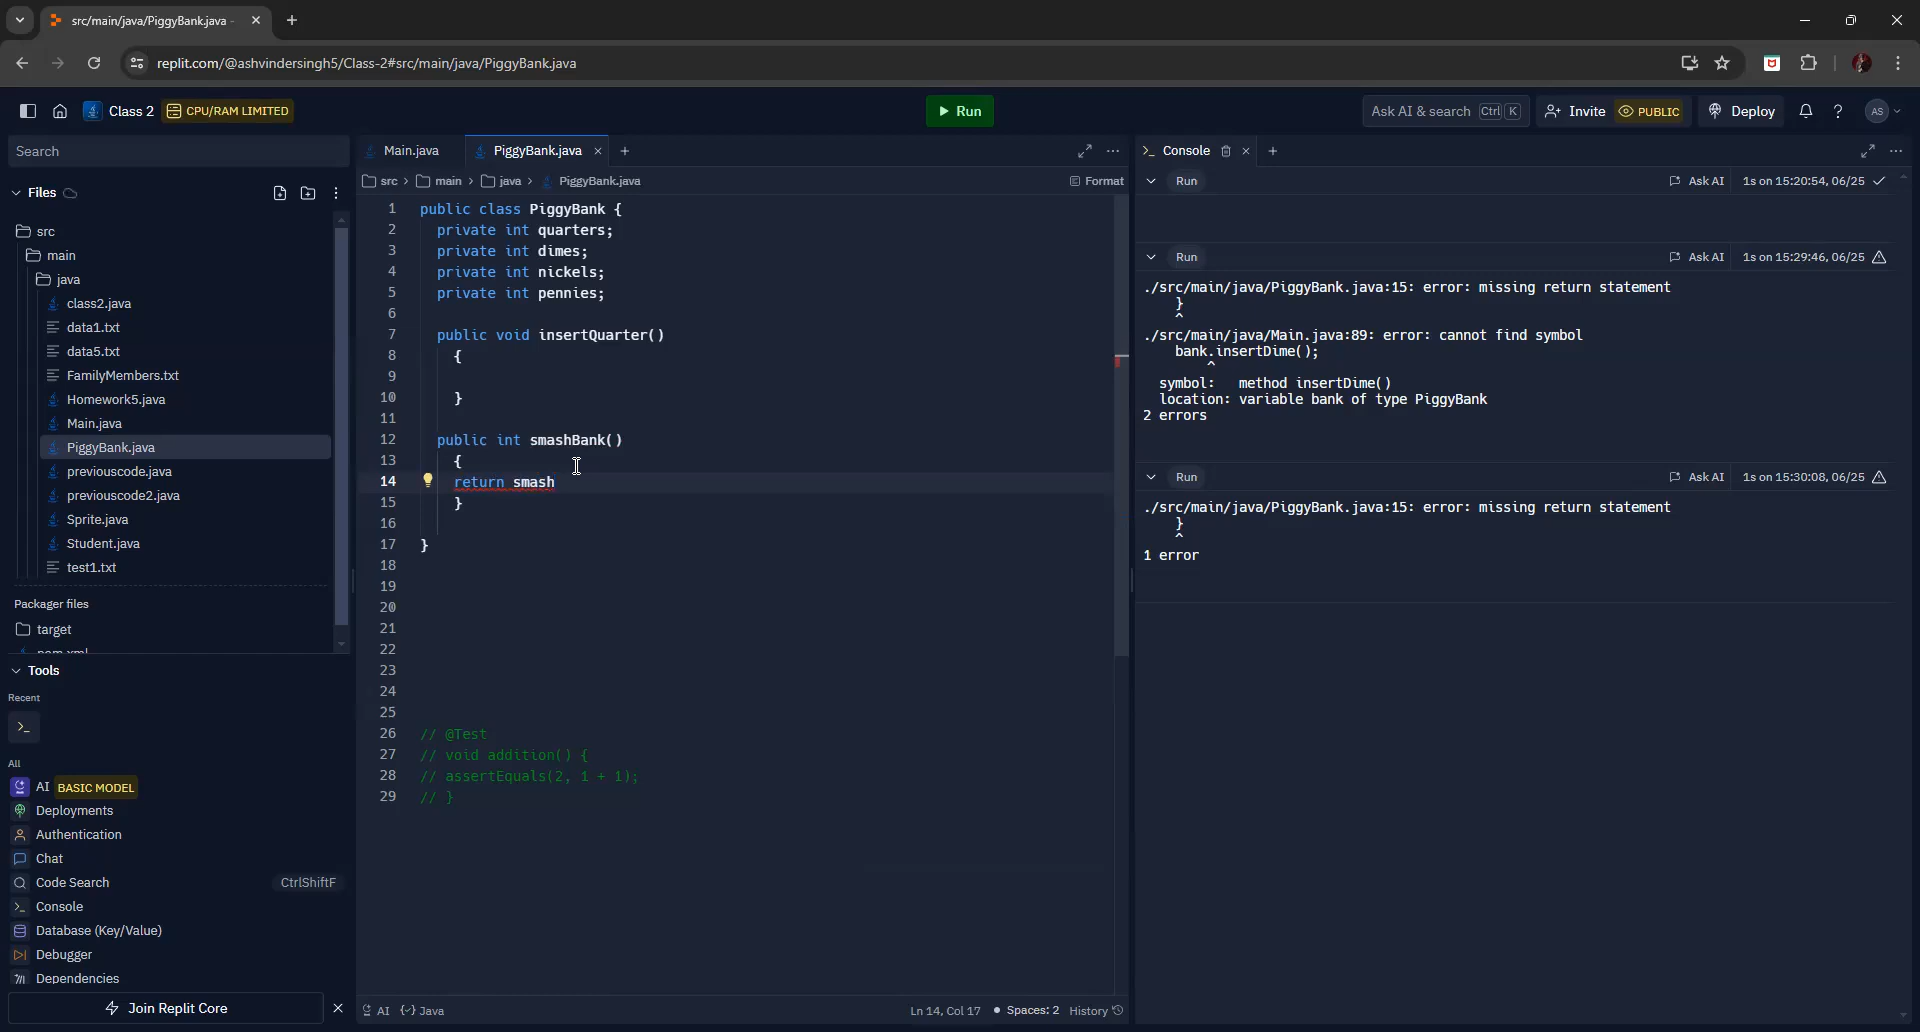 src/main/java/PiggyBank.java -
replit.com/@ashvindersingh5/Class-2#src/main/java/PiggyBank.java
Class 2
CPU/RAM LIMITED
Run
Ask AI & search Ctrl K
Invite
PUBLIC
Deploy
AS
Search
Files
src
main
java
class2.java
data1.txt
data5.txt
FamilyMembers.txt
Homework5.java
Main.java
PiggyBank.java
previouscode.java
previouscode2.java
Sprite.java
Student.java
test1.txt
Packager files
target
pom.xml
Tools
Recent
All
AI BASIC MODEL
Deployments
Authentication
Chat
Code Search CtrlShiftF
Console
Database (Key/Value)
Debugger
Dependencies
Join Replit Core
Main.java
PiggyBank.java
src > main > java > PiggyBank.java
Format
1 public class PiggyBank {
2 private int quarters;
3 private int dimes;
4 private int nickels;
5 private int pennies;
6
7 public void insertQuarter()
8 {
9
10 }
11
12 public int smashBank()
13 {
14 return smash
15 }
16
17 }
18
19
20
21
22
23
24
25
26 // @Test
27 // void addition() {
28 // assertEquals(2, 1 + 1);
29 // }
AI
Java
Ln 14, Col 17
Spaces: 2
History
Console
Run
Ask AI
1s on 15:20:54, 06/25
Run
Ask AI
1s on 15:29:46, 06/25
./src/main/java/PiggyBank.java:15: error: missing return statement
}
^
./src/main/java/Main.java:89: error: cannot find symbol
bank.insertDime();
^
symbol: method insertDime()
location: variable bank of type PiggyBank
2 errors
Run
Ask AI
1s on 15:30:08, 06/25
./src/main/java/PiggyBank.java:15: error: missing return statement
}
^
1 error